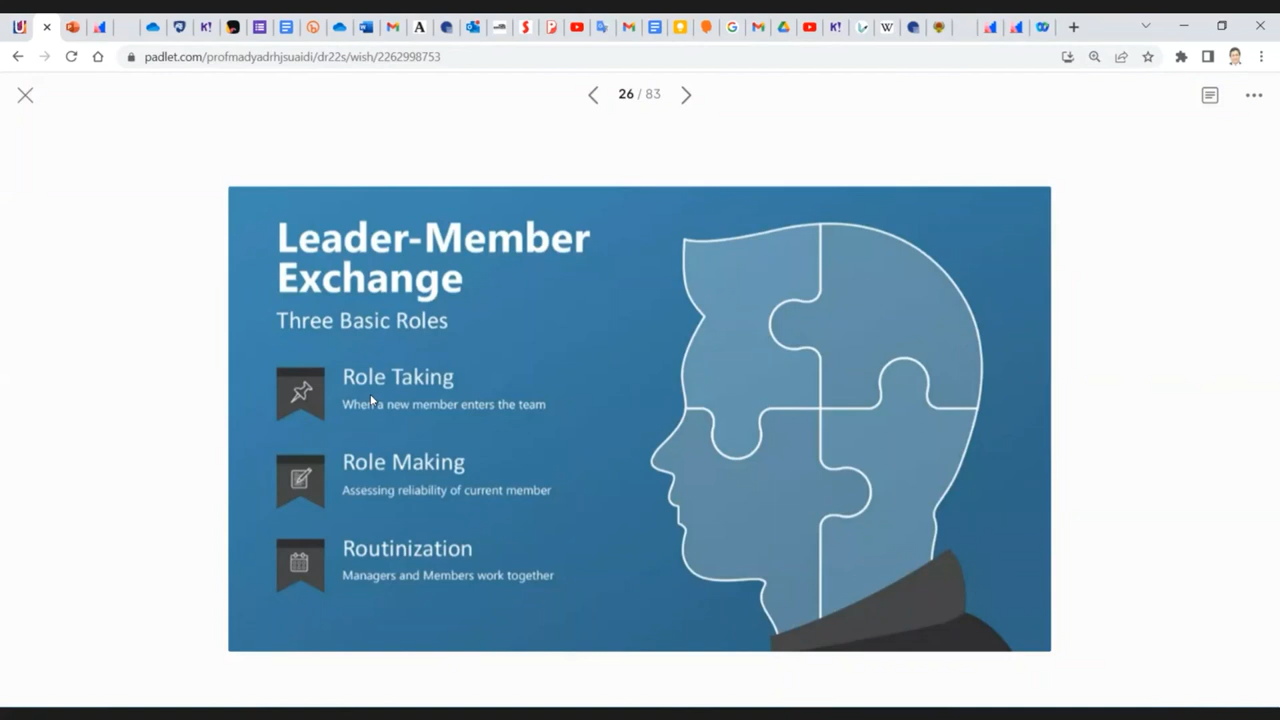 padlet.com/profmadyadrhjsuaidi/dr22s/wish/2262998753
26 / 83
Leader-Member
Exchange
Three Basic Roles
Role Taking
When a new member enters the team
Role Making
Assessing reliability of current member
Routinization
Managers and Members work together